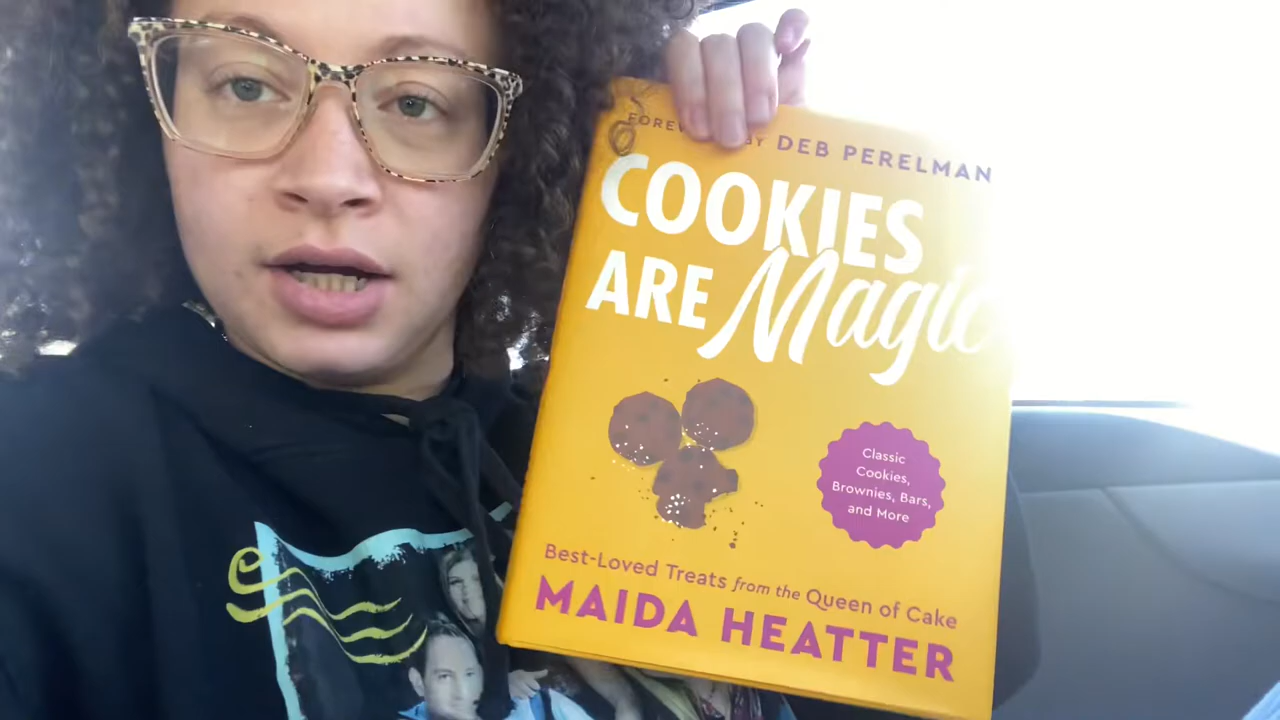 BY DEB PERELMAN
COOKIES
ARE Magic
Classic
Cookies,
Brownies, Bars,
and More
Best-Loved Treats from the Queen of Cake
MAIDA HEATTER